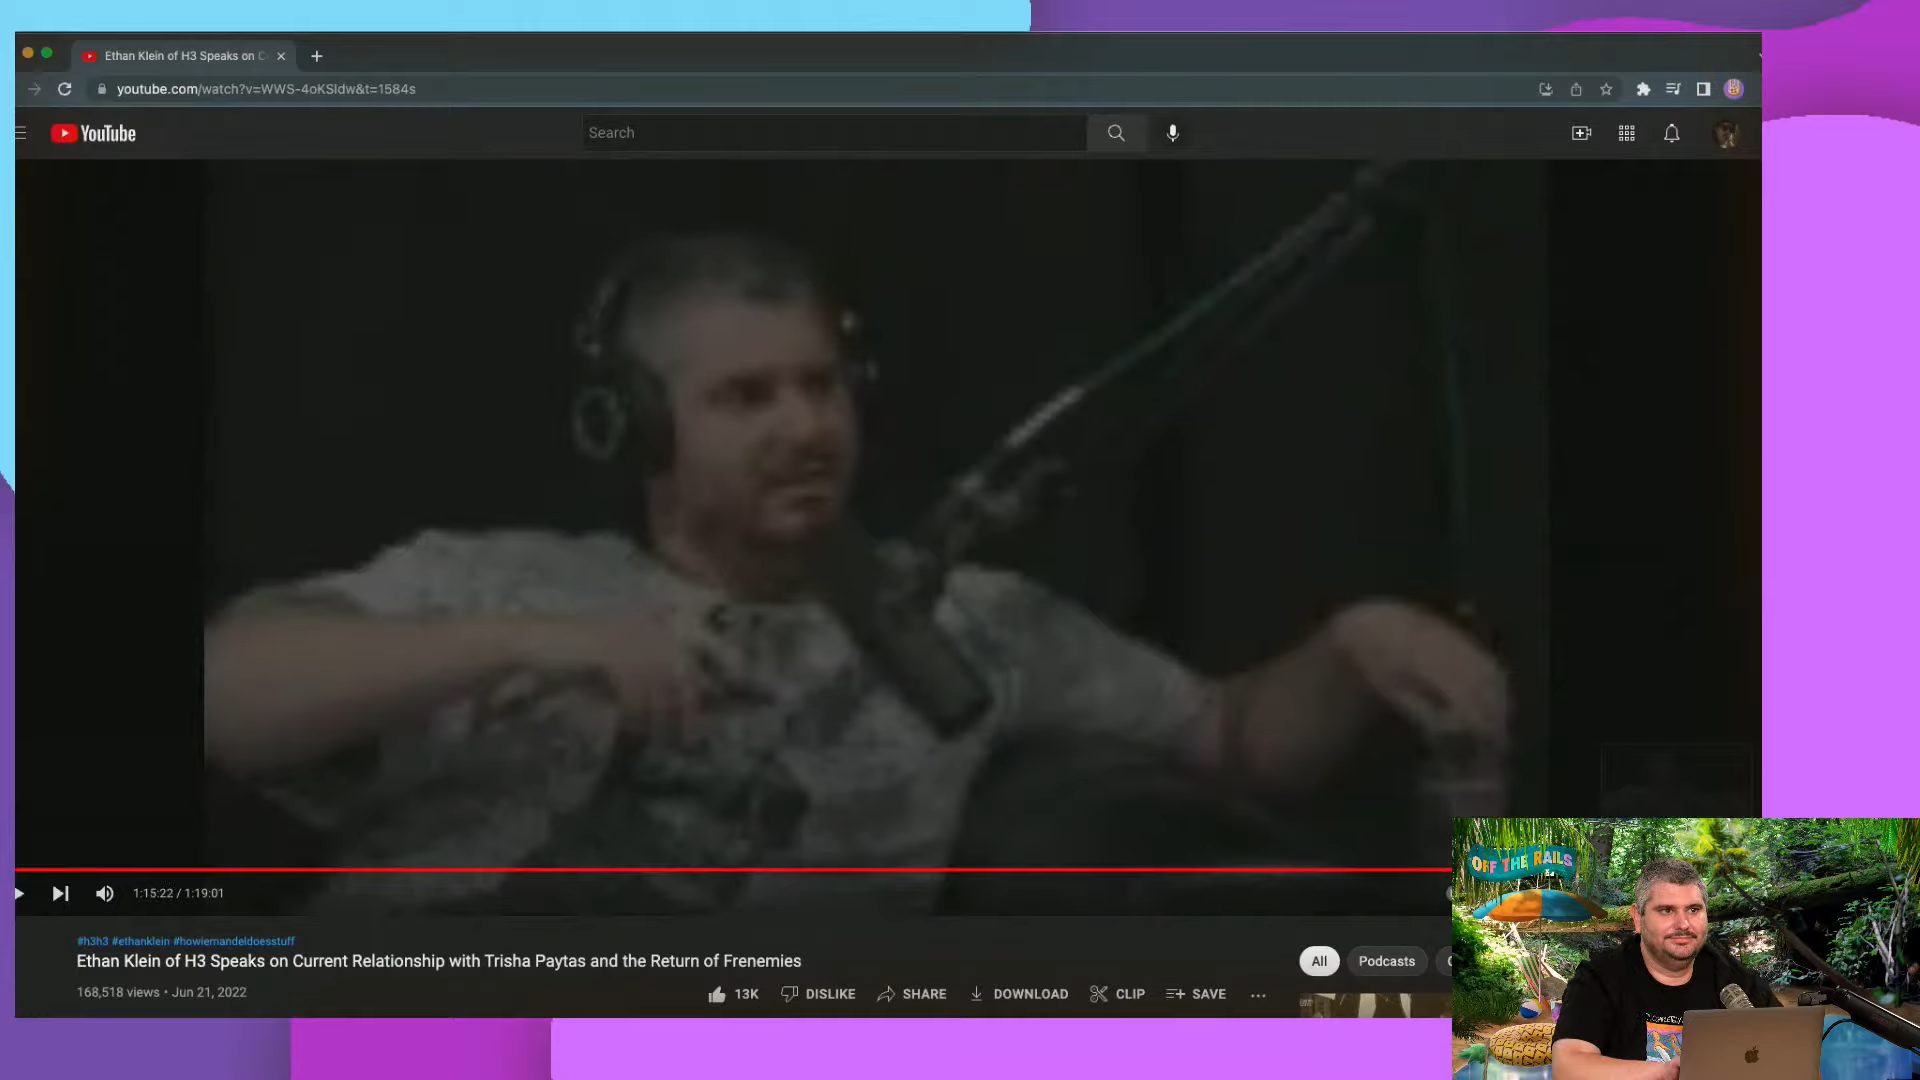 Ethan Klein of H3 Speaks on C
youtube.com/watch?v=WWS-4oKSldw&t=1584s
YouTube
Search
1:15:22 / 1:19:01
#h3h3 #ethanklein #howiemandeldoesstuff
Ethan Klein of H3 Speaks on Current Relationship with Trisha Paytas and the Return of Frenemies
All
Podcasts
168,518 views • Jun 21, 2022
13K
DISLIKE
SHARE
DOWNLOAD
CLIP
SAVE
OFF THE RAILS